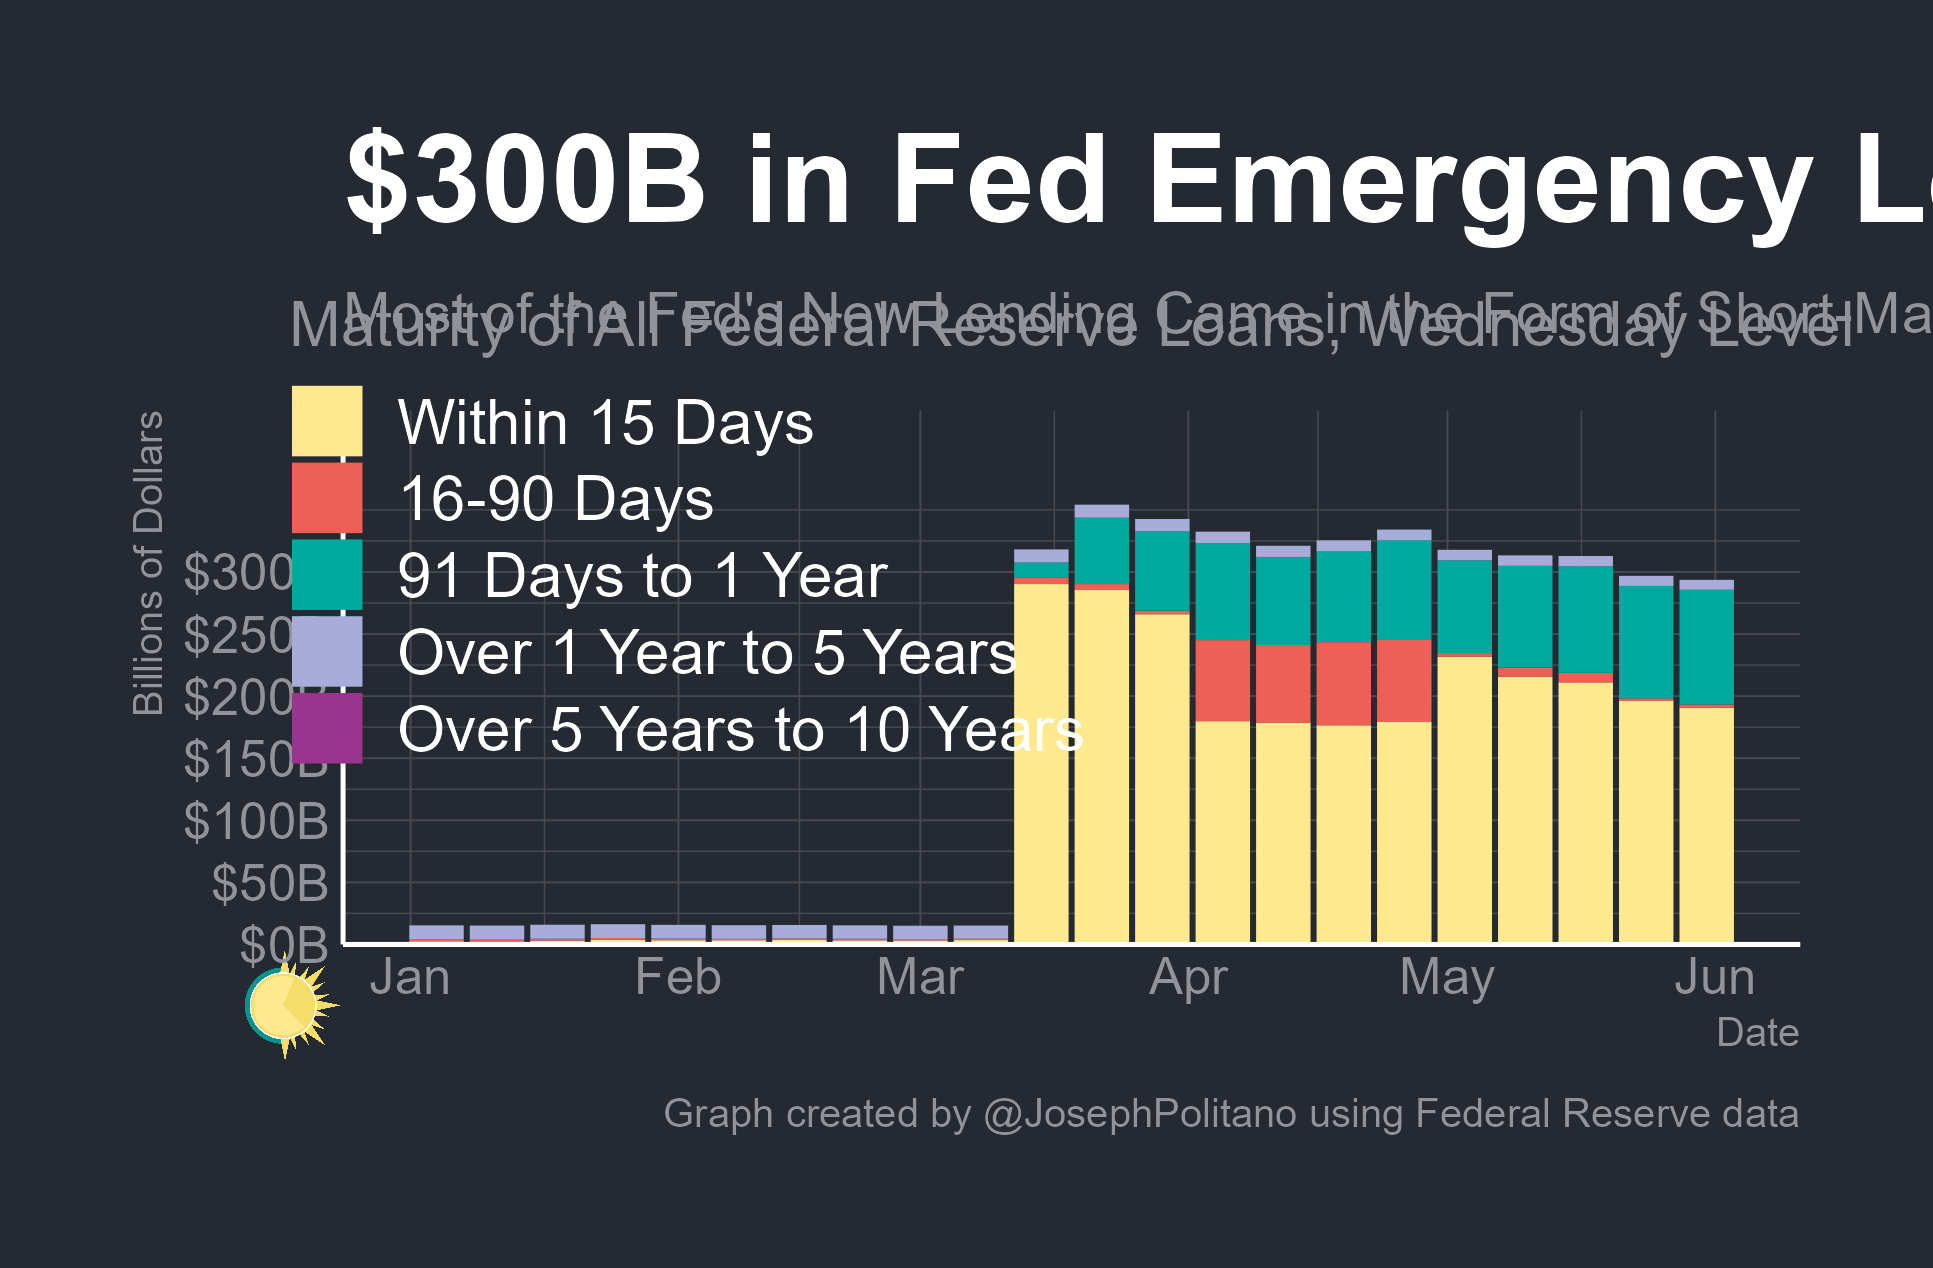 $300B in Fed Emergency
Most of the Fed's New Lending Came in the Form of Short-Ma
Maturity of All Federal Reserve Loans, Wednesday Level
Within 15 Days
16-90 Days
91 Days to 1 Year
Over 1 Year to 5 Years
Over 5 Years to 10 Years
Billions of Dollars
$300
$250
$200B
$150B
$100B
$50B
$0B
Jan Feb Mar Apr May Jun
Date
Graph created by @JosephPolitano using Federal Reserve data